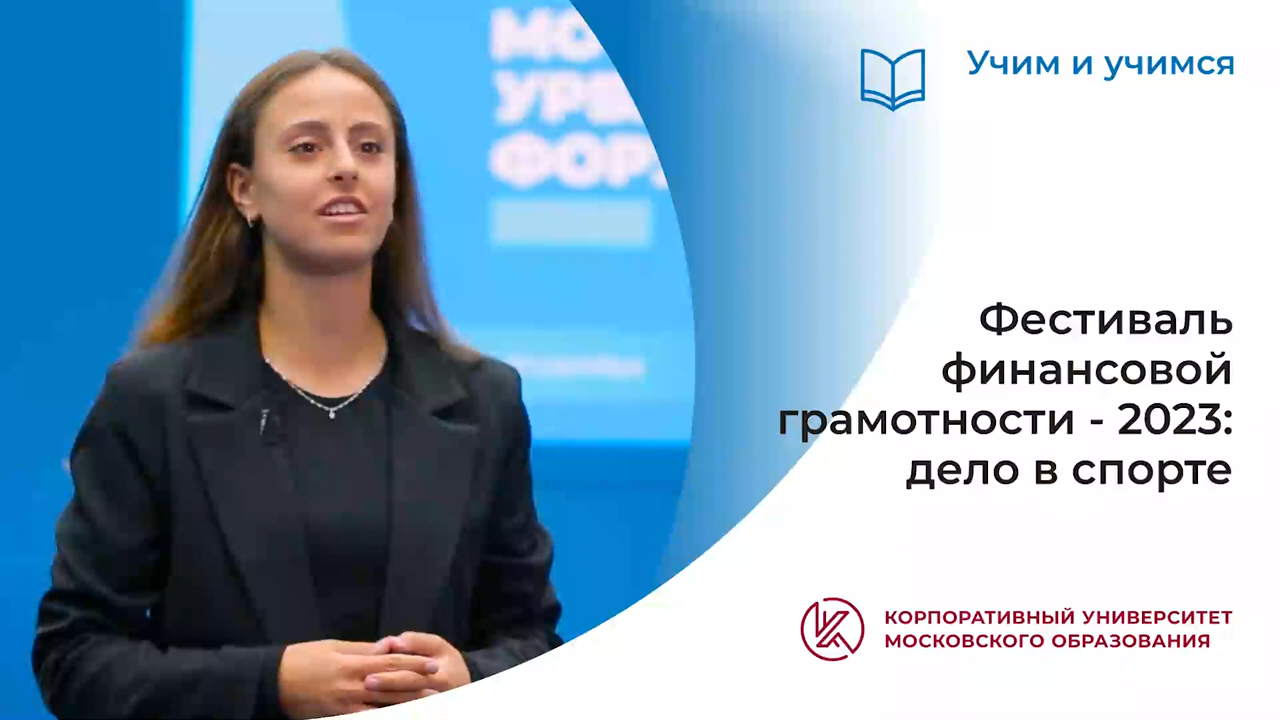 Учим и учимся
Фестиваль
финансовой
грамотности - 2023:
дело в спорте
КОРПОРАТИВНЫЙ УНИВЕРСИТЕТ
МОСКОВСКОГО ОБРАЗОВАНИЯ